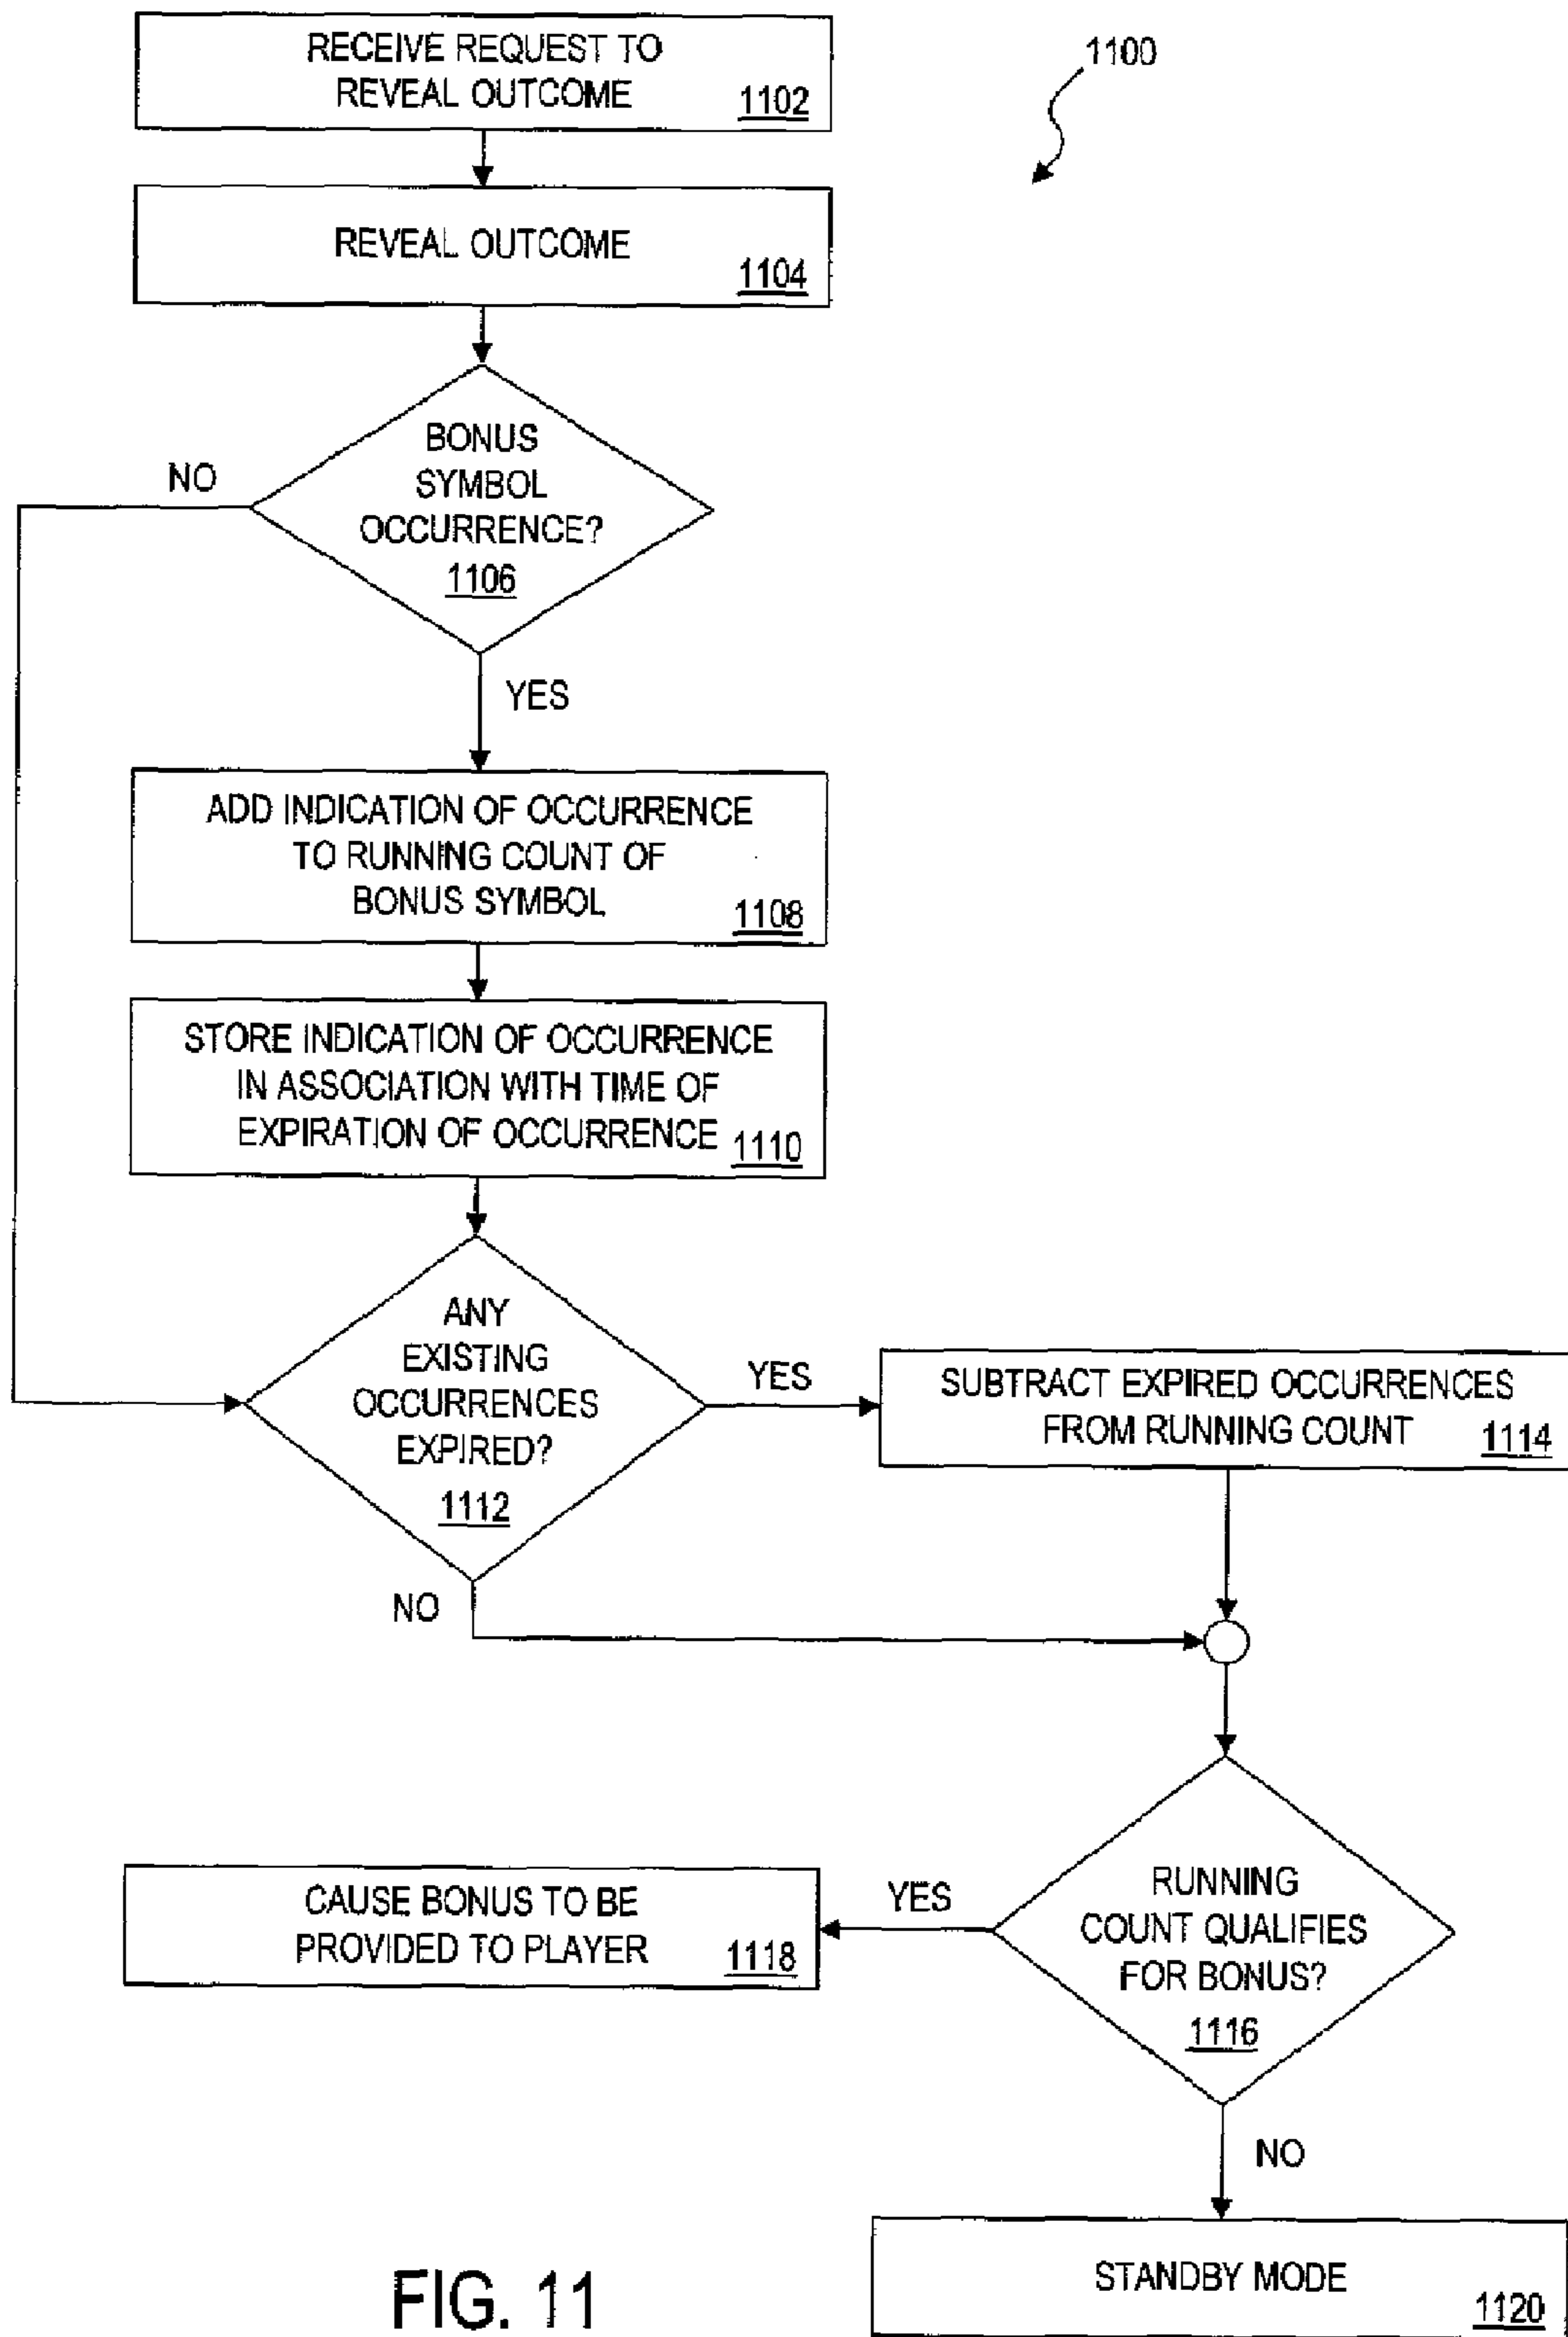 RECEIVE REQUEST TO
REVEAL OUTCOME
1102
1100
REVEAL OUTCOME
1104
BONUS
SYMBOL
OCCURRENCE?
1106
NO
YES
ADD INDICATION OF OCCURRENCE
TO RUNNING COUNT OF
BONUS SYMBOL
1108
STORE INDICATION OF OCCURRENCE
IN ASSOCIATION WITH TIME OF
EXPIRATION OF OCCURRENCE
1110
ANY
EXISTING
OCCURRENCES
EXPIRED?
1112
YES
SUBTRACT EXPIRED OCCURRENCES
FROM RUNNING COUNT
1114
NO
RUNNING
COUNT QUALIFIES
FOR BONUS?
1116
YES
CAUSE BONUS TO BE
PROVIDED TO PLAYER
1118
NO
STANDBY MODE
1120
FIG. 11